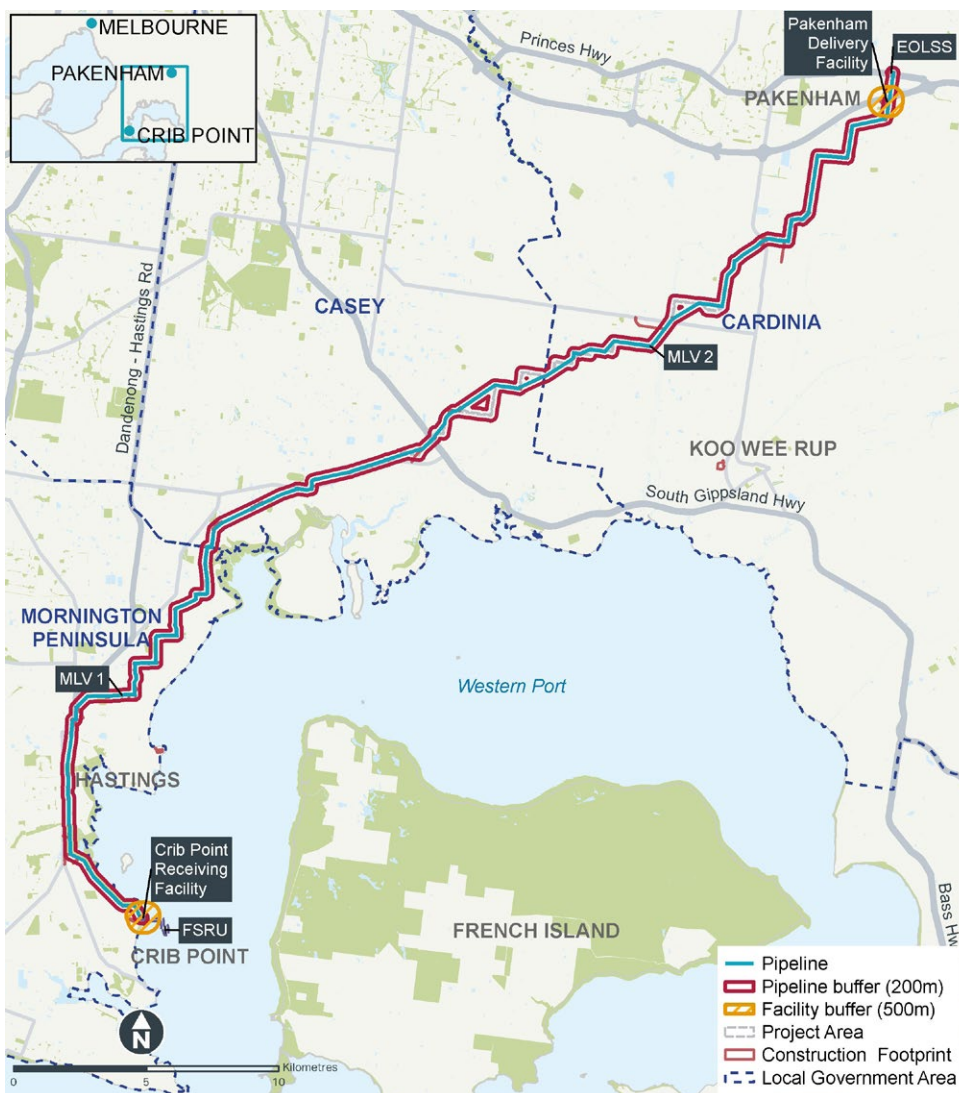 MELBOURNE
PAKENHAM
CRIB POINT
Princes Hwy
Pakenham
Delivery
Facility
EOLSS
PAKENHAM
Dandenong - Hastings Rd
CASEY
CARDINIA
MLV 2
KOO WEE RUP
South Gippsland Hwy
MORNINGTON
PENINSULA
MLV 1
Western Port
HASTINGS
Crib Point
Receiving
Facility
FSRU
CRIB POINT
FRENCH ISLAND
Bass Hwy
N
Kilometres
0 5 10
Pipeline
Pipeline buffer (200m)
Facility buffer (500m)
Project Area
Construction Footprint
Local Government Area